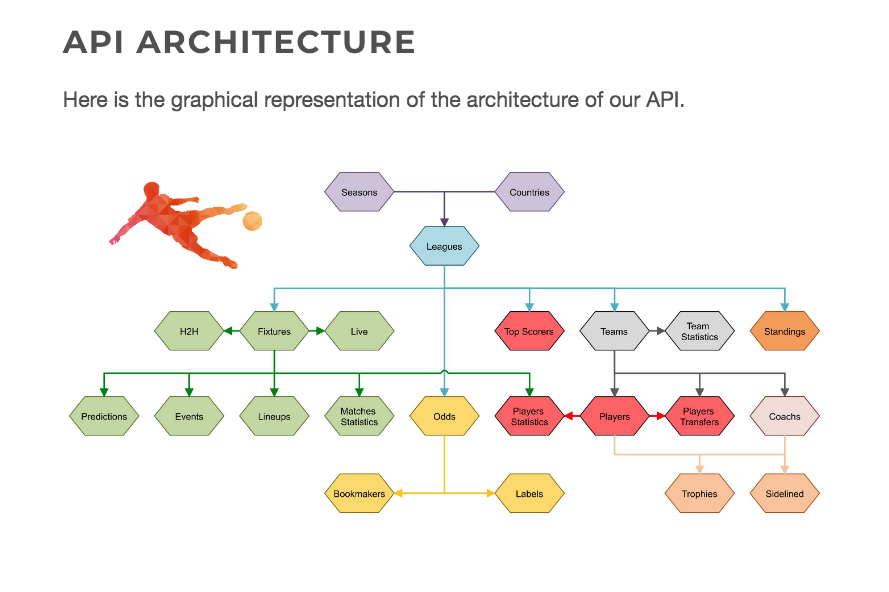 API ARCHITECTURE
Here is the graphical representation of the architecture of our API.
Seasons
Countries
Leagues
H2H
Fixtures
Live
Top Scorers
Teams
Team
Statistics
Standings
Predictions
Events
Lineups
Matches
Statistics
Odds
Players
Statistics
Players
Players
Transfers
Coachs
Bookmakers
Labels
Trophies
Sidelined